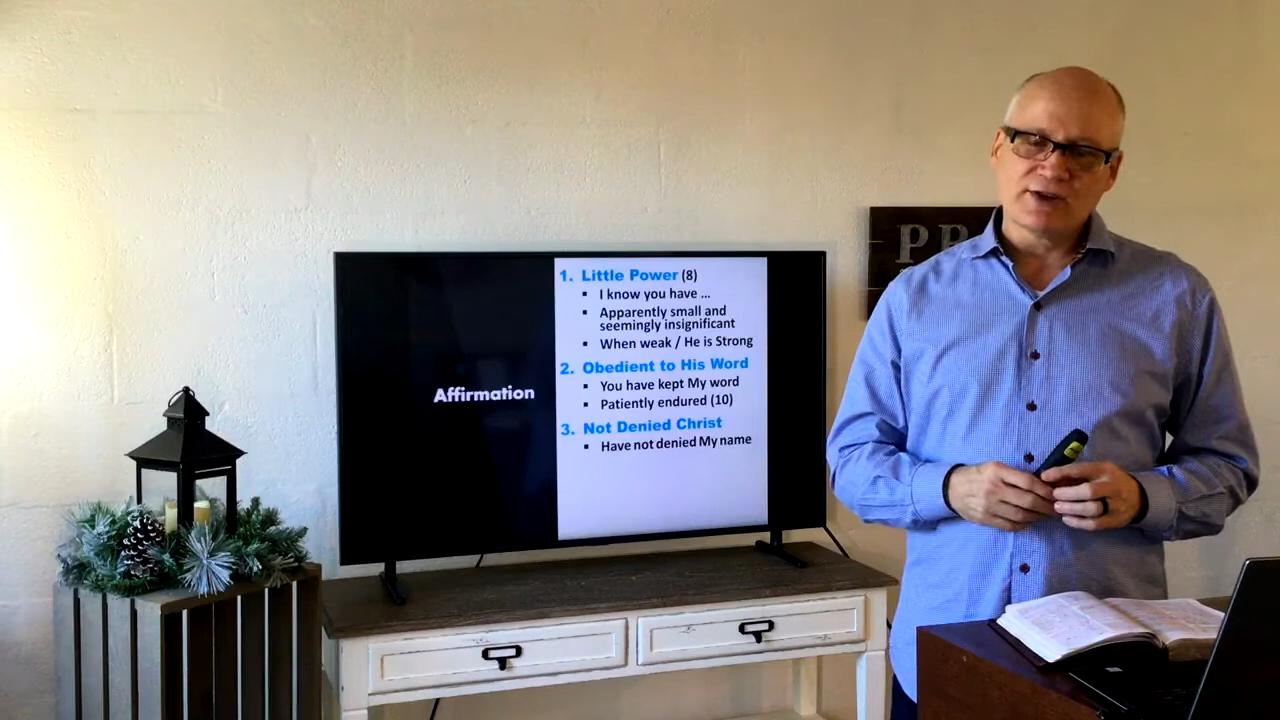 Affirmation
1. Little Power (8)
▪ I know you have ...
▪ Apparently small and
seemingly insignificant
▪ When weak / He is Strong
2. Obedient to His Word
▪ You have kept My word
▪ Patiently endured (10)
3. Not Denied Christ
▪ Have not denied My name